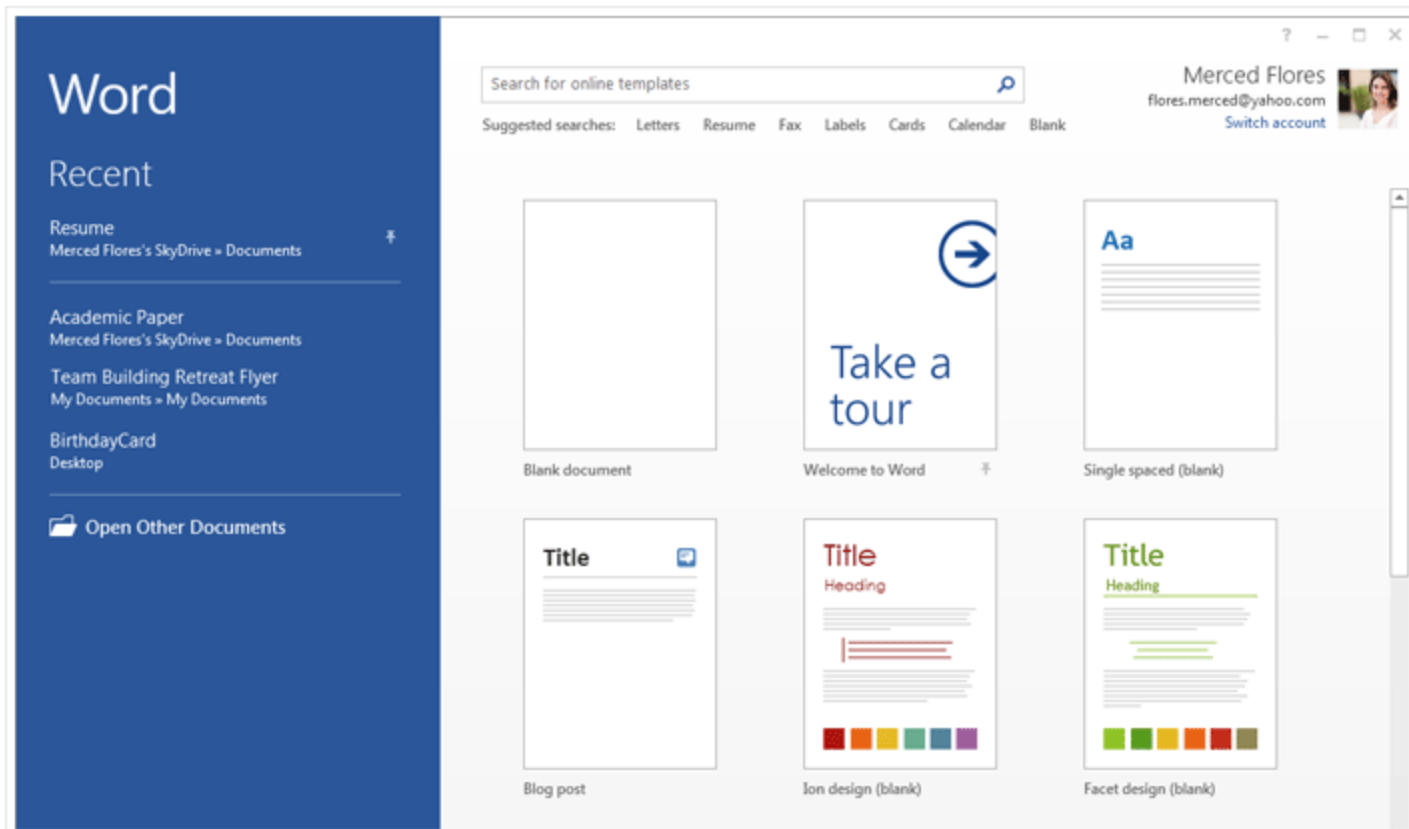 ?
Word
Search for online templates
Merced Flores
flores.merced@yahoo.com
Switch account
Suggested searches: Letters Resume Fax Labels Cards Calendar Blank
Recent
Resume
Merced Flores's SkyDrive » Documents
Academic Paper
Merced Flores's SkyDrive » Documents
Team Building Retreat Flyer
My Documents » My Documents
BirthdayCard
Desktop
Open Other Documents
Take a
tour
Aa
Blank document
Welcome to Word
Single spaced (blank)
Title
Title
Heading
Title
Heading
Blog post
Ion design (blank)
Facet design (blank)